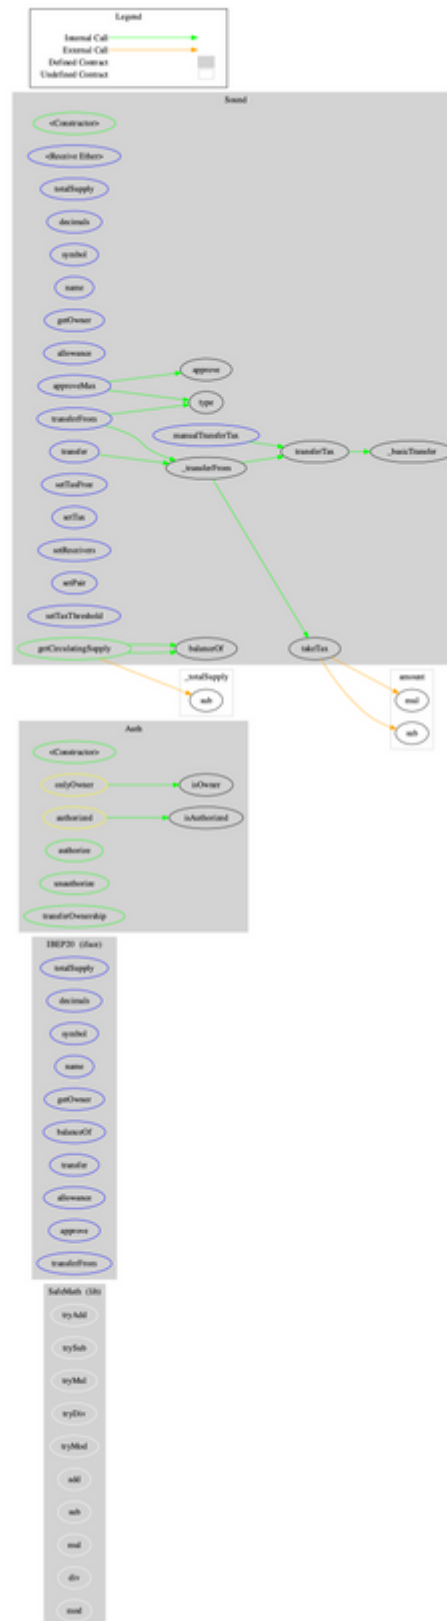 Legend
Internal Call
External Call
Defined Contract
Undefined Contract
Sound
<Constructor>
<Receive Ether>
totalSupply
decimals
symbol
name
getOwner
allowance
approve
approveMax
type
transferFrom
manualTransferTax
transfer
_transferFrom
transferTax
_basicTransfer
setTaxFree
setTax
setReceivers
setPair
setTaxThreshold
getCirculatingSupply
balanceOf
takeTax
_totalSupply
sub
amount
mul
sub
Auth
<Constructor>
onlyOwner
isOwner
authorized
isAuthorized
authorize
unauthorize
transferOwnership
IBEP20 (iface)
totalSupply
decimals
symbol
name
getOwner
balanceOf
transfer
allowance
approve
transferFrom
SafeMath (lib)
tryAdd
trySub
tryMul
tryDiv
tryMod
add
sub
mul
div
mod